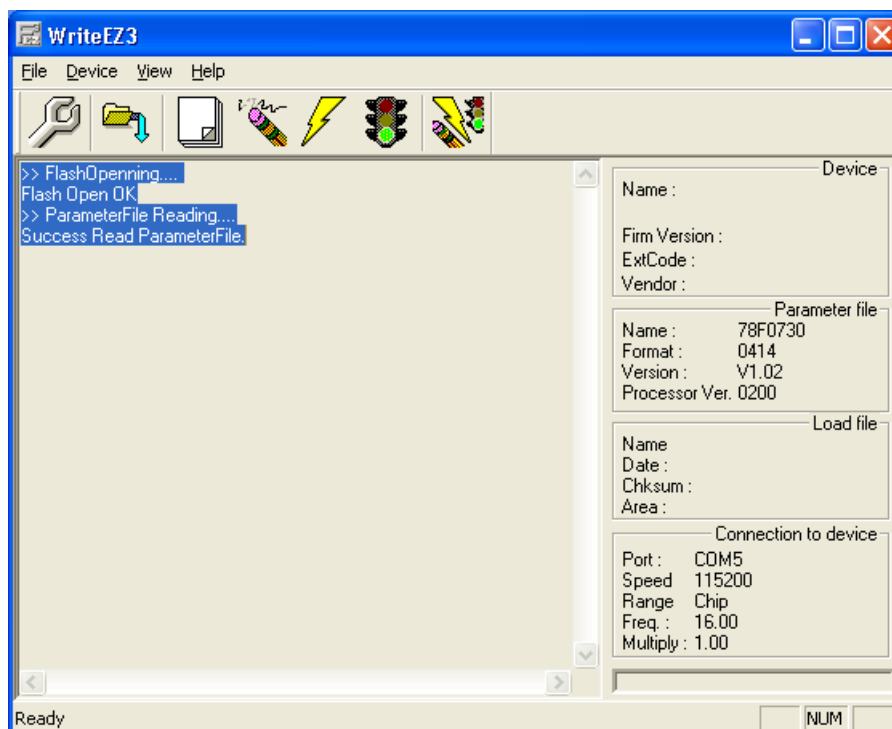 WriteEZ3
File Device View Help
>> FlashOpenning....
Flash Open OK
>> ParameterFile Reading....
Success Read ParameterFile.
Device
Name :
Firm Version :
ExtCode :
Vendor :
Parameter file
Name : 78F0730
Format : 0414
Version : V1.02
Processor Ver. 0200
Load file
Name
Date :
Chksum :
Area :
Connection to device
Port : COM5
Speed 115200
Range Chip
Freq. : 16.00
Multiply : 1.00
Ready NUM